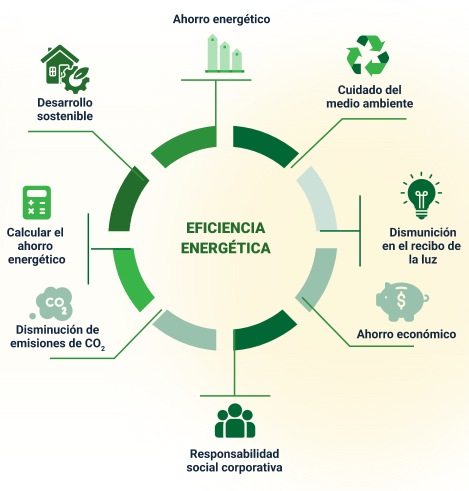 Ahorro energético
Desarrollo
sostenible
Cuidado del
medio ambiente
Calcular el
ahorro
energético
EFICIENCIA
ENERGÉTICA
Dismunición
en el recibo de
la luz
CO₂
Disminución de
emisiones de CO₂
$
Ahorro económico
Responsabilidad
social corporativa